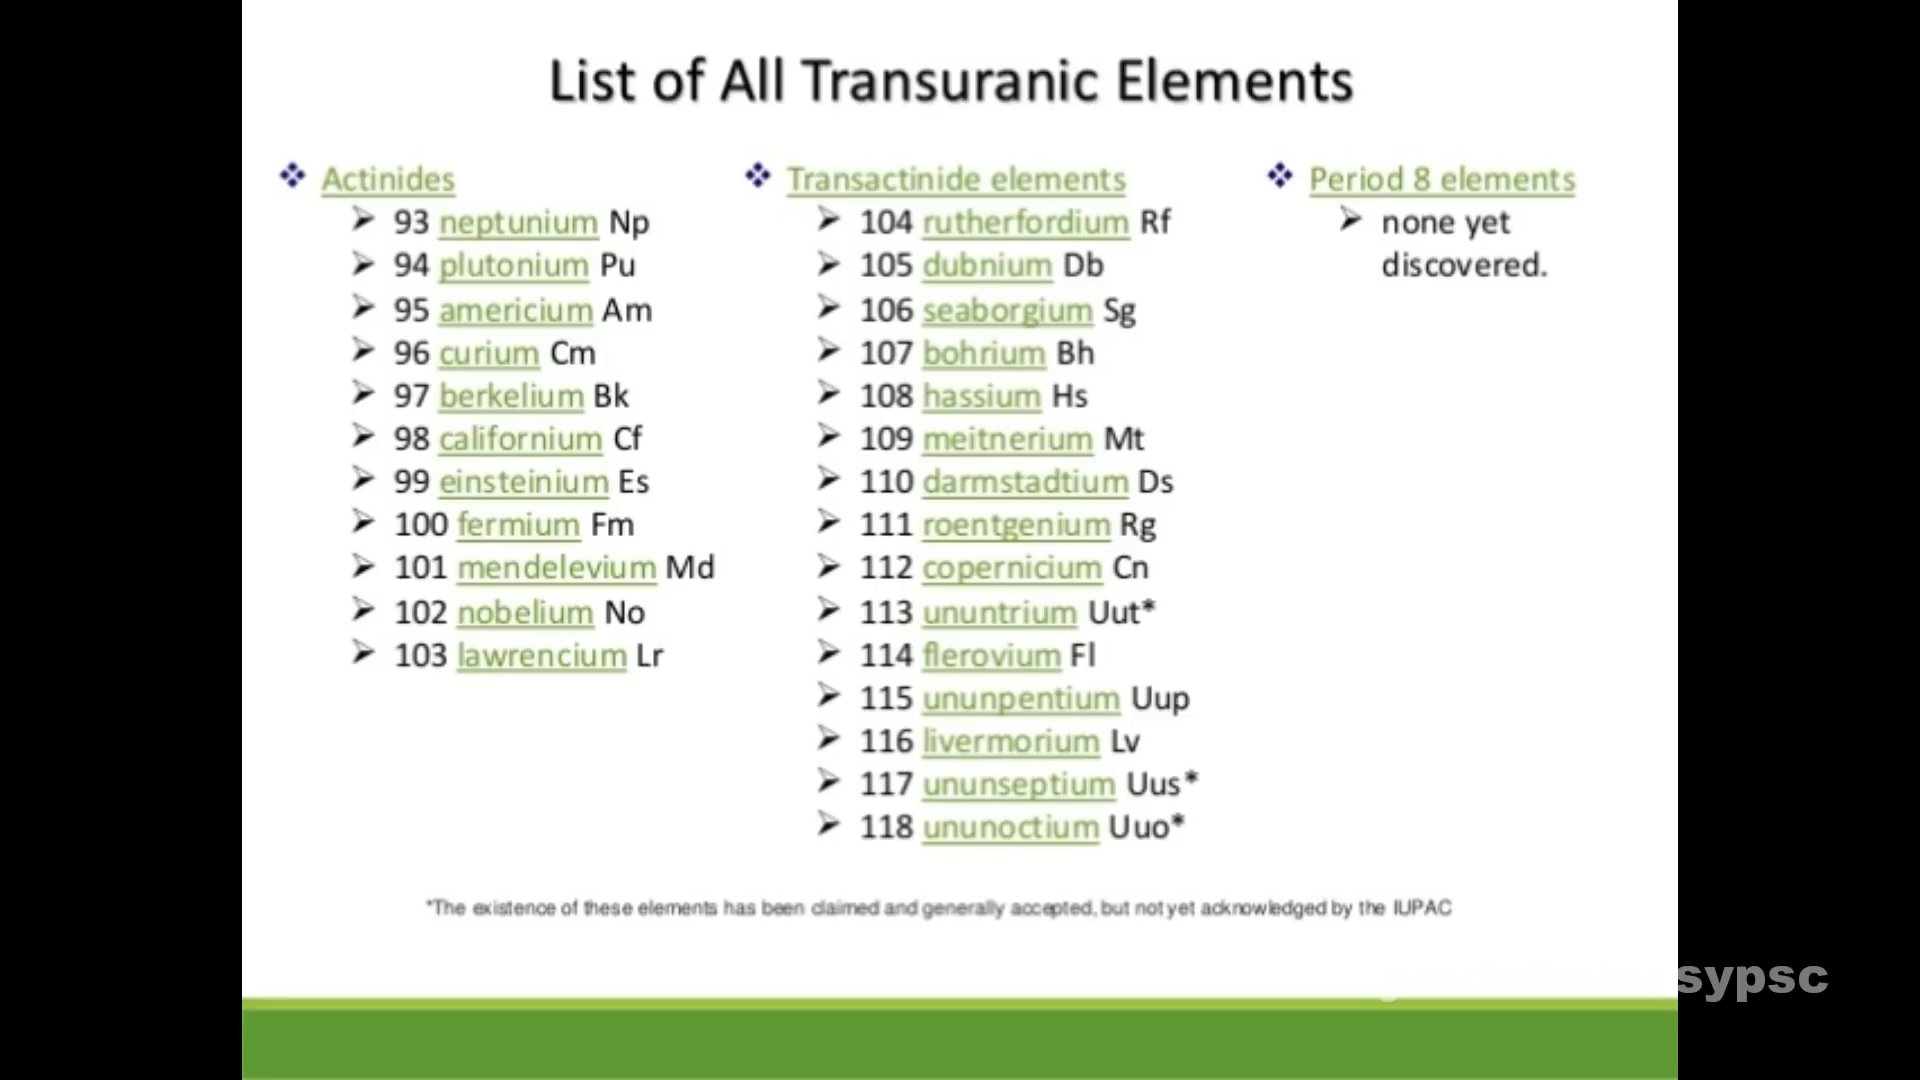 List of All Transuranic Elements
Actinides
93 neptunium Np
94 plutonium Pu
95 americium Am
96 curium Cm
97 berkelium Bk
98 californium Cf
99 einsteinium Es
100 fermium Fm
101 mendelevium Md
102 nobelium No
103 lawrencium Lr
Transactinide elements
104 rutherfordium Rf
105 dubnium Db
106 seaborgium Sg
107 bohrium Bh
108 hassium Hs
109 meitnerium Mt
110 darmstadtium Ds
111 roentgenium Rg
112 copernicium Cn
113 ununtrium Uut*
114 flerovium Fl
115 ununpentium Uup
116 livermorium Lv
117 ununseptium Uus*
118 ununoctium Uuo*
Period 8 elements
none yet
discovered.
*The existence of these elements has been claimed and generally accepted, but not yet acknowledged by the IUPAC